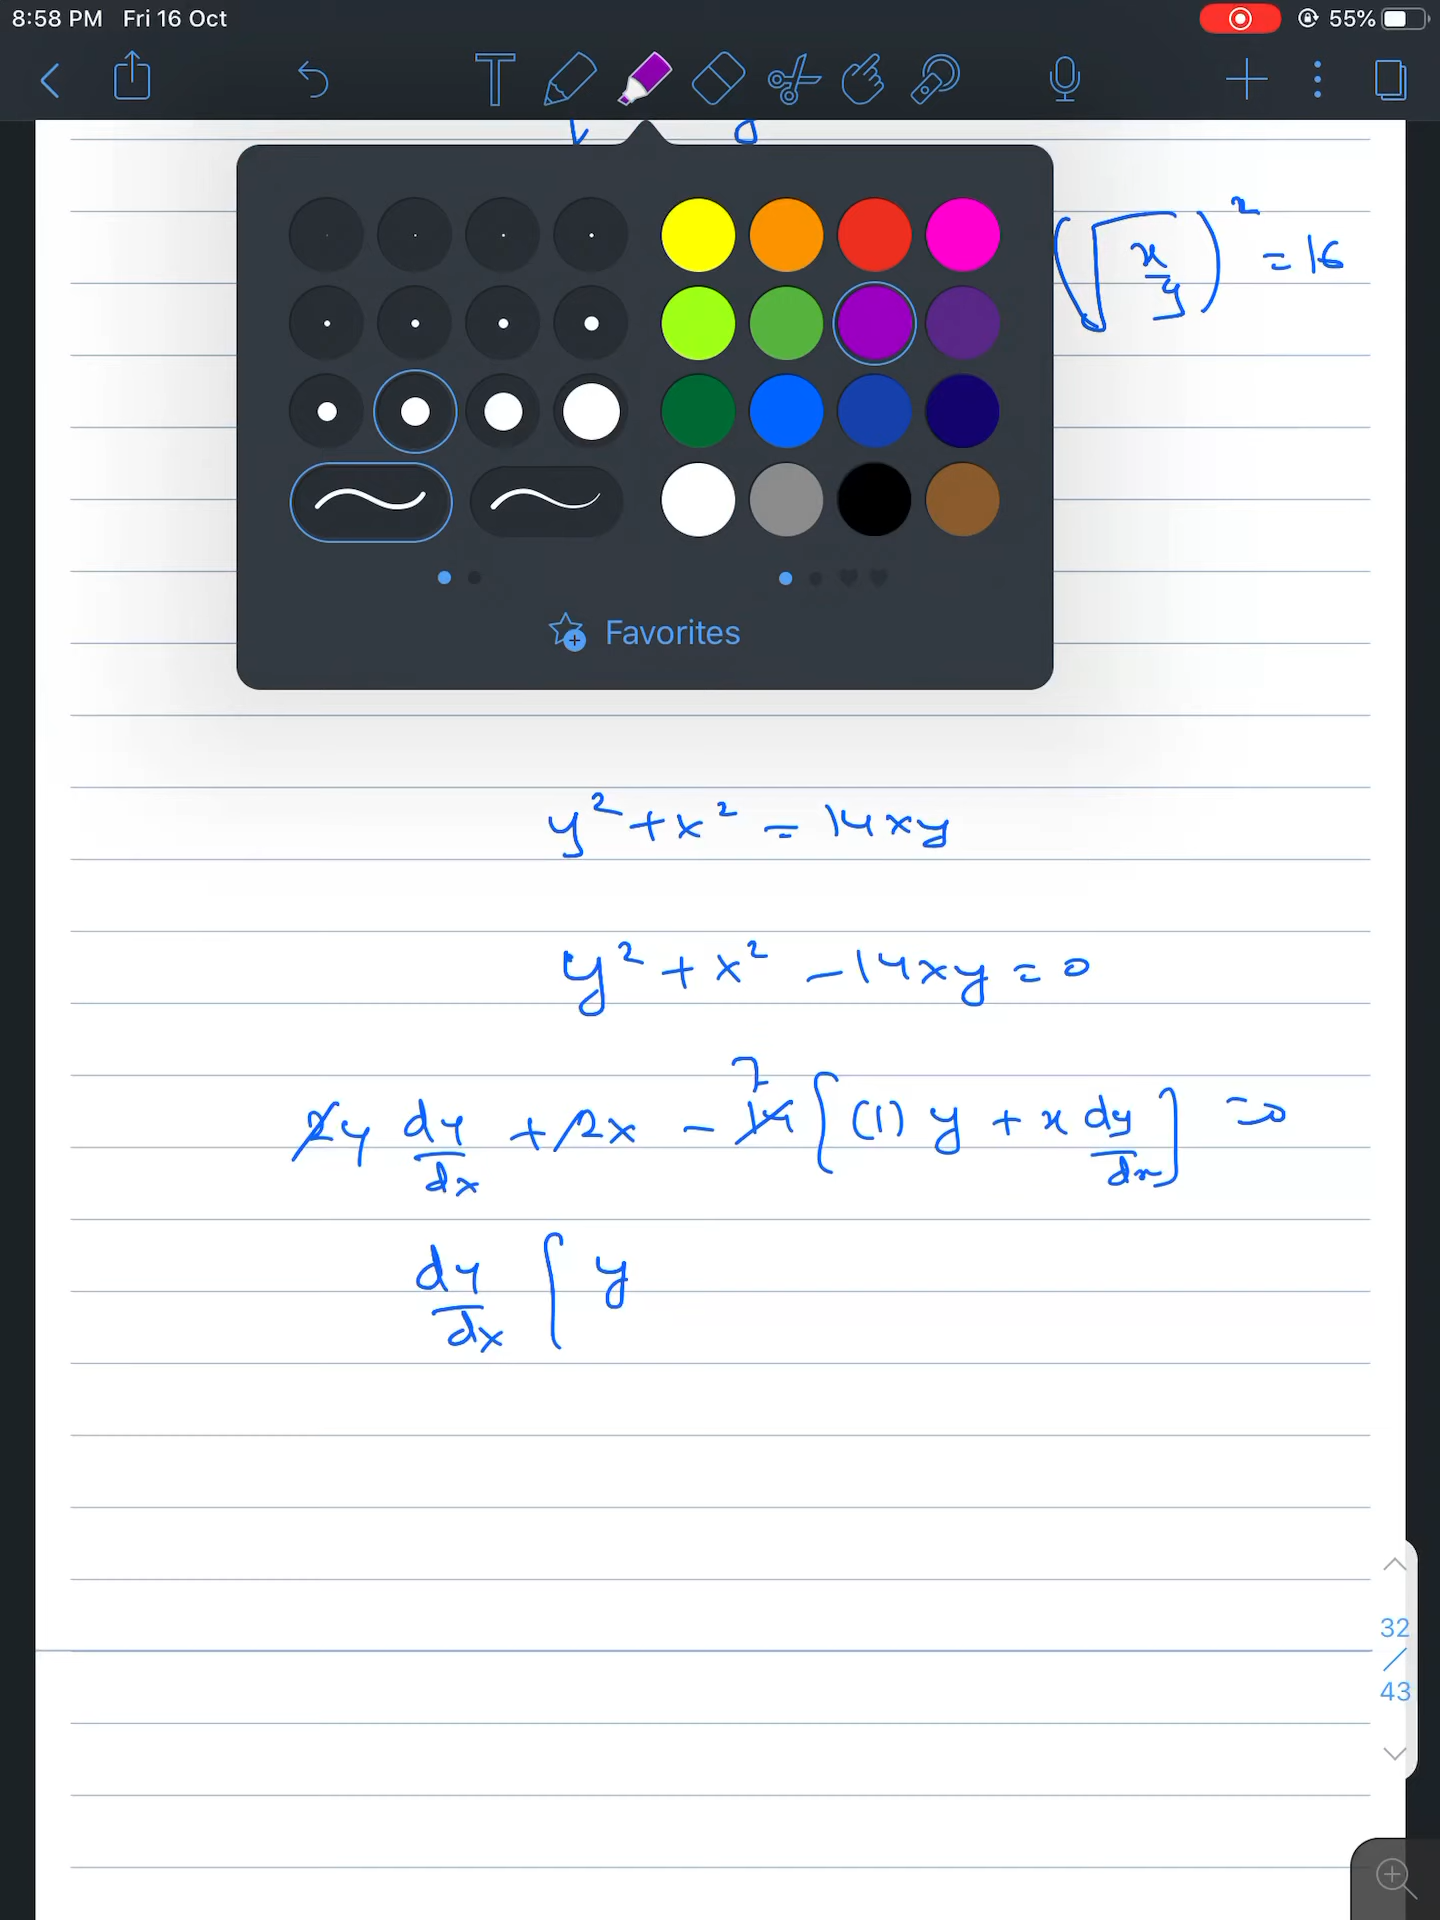 8:58 PM Fri 16 Oct 55%
(√(x/y))² = 16
Favorites
y² + x² = 14xy
y² + x² - 14xy = 0
2y dy/dx + 2x - 14 7 [(1) y + x dy/dx] = 0
dy/dx [ y
32
/
43